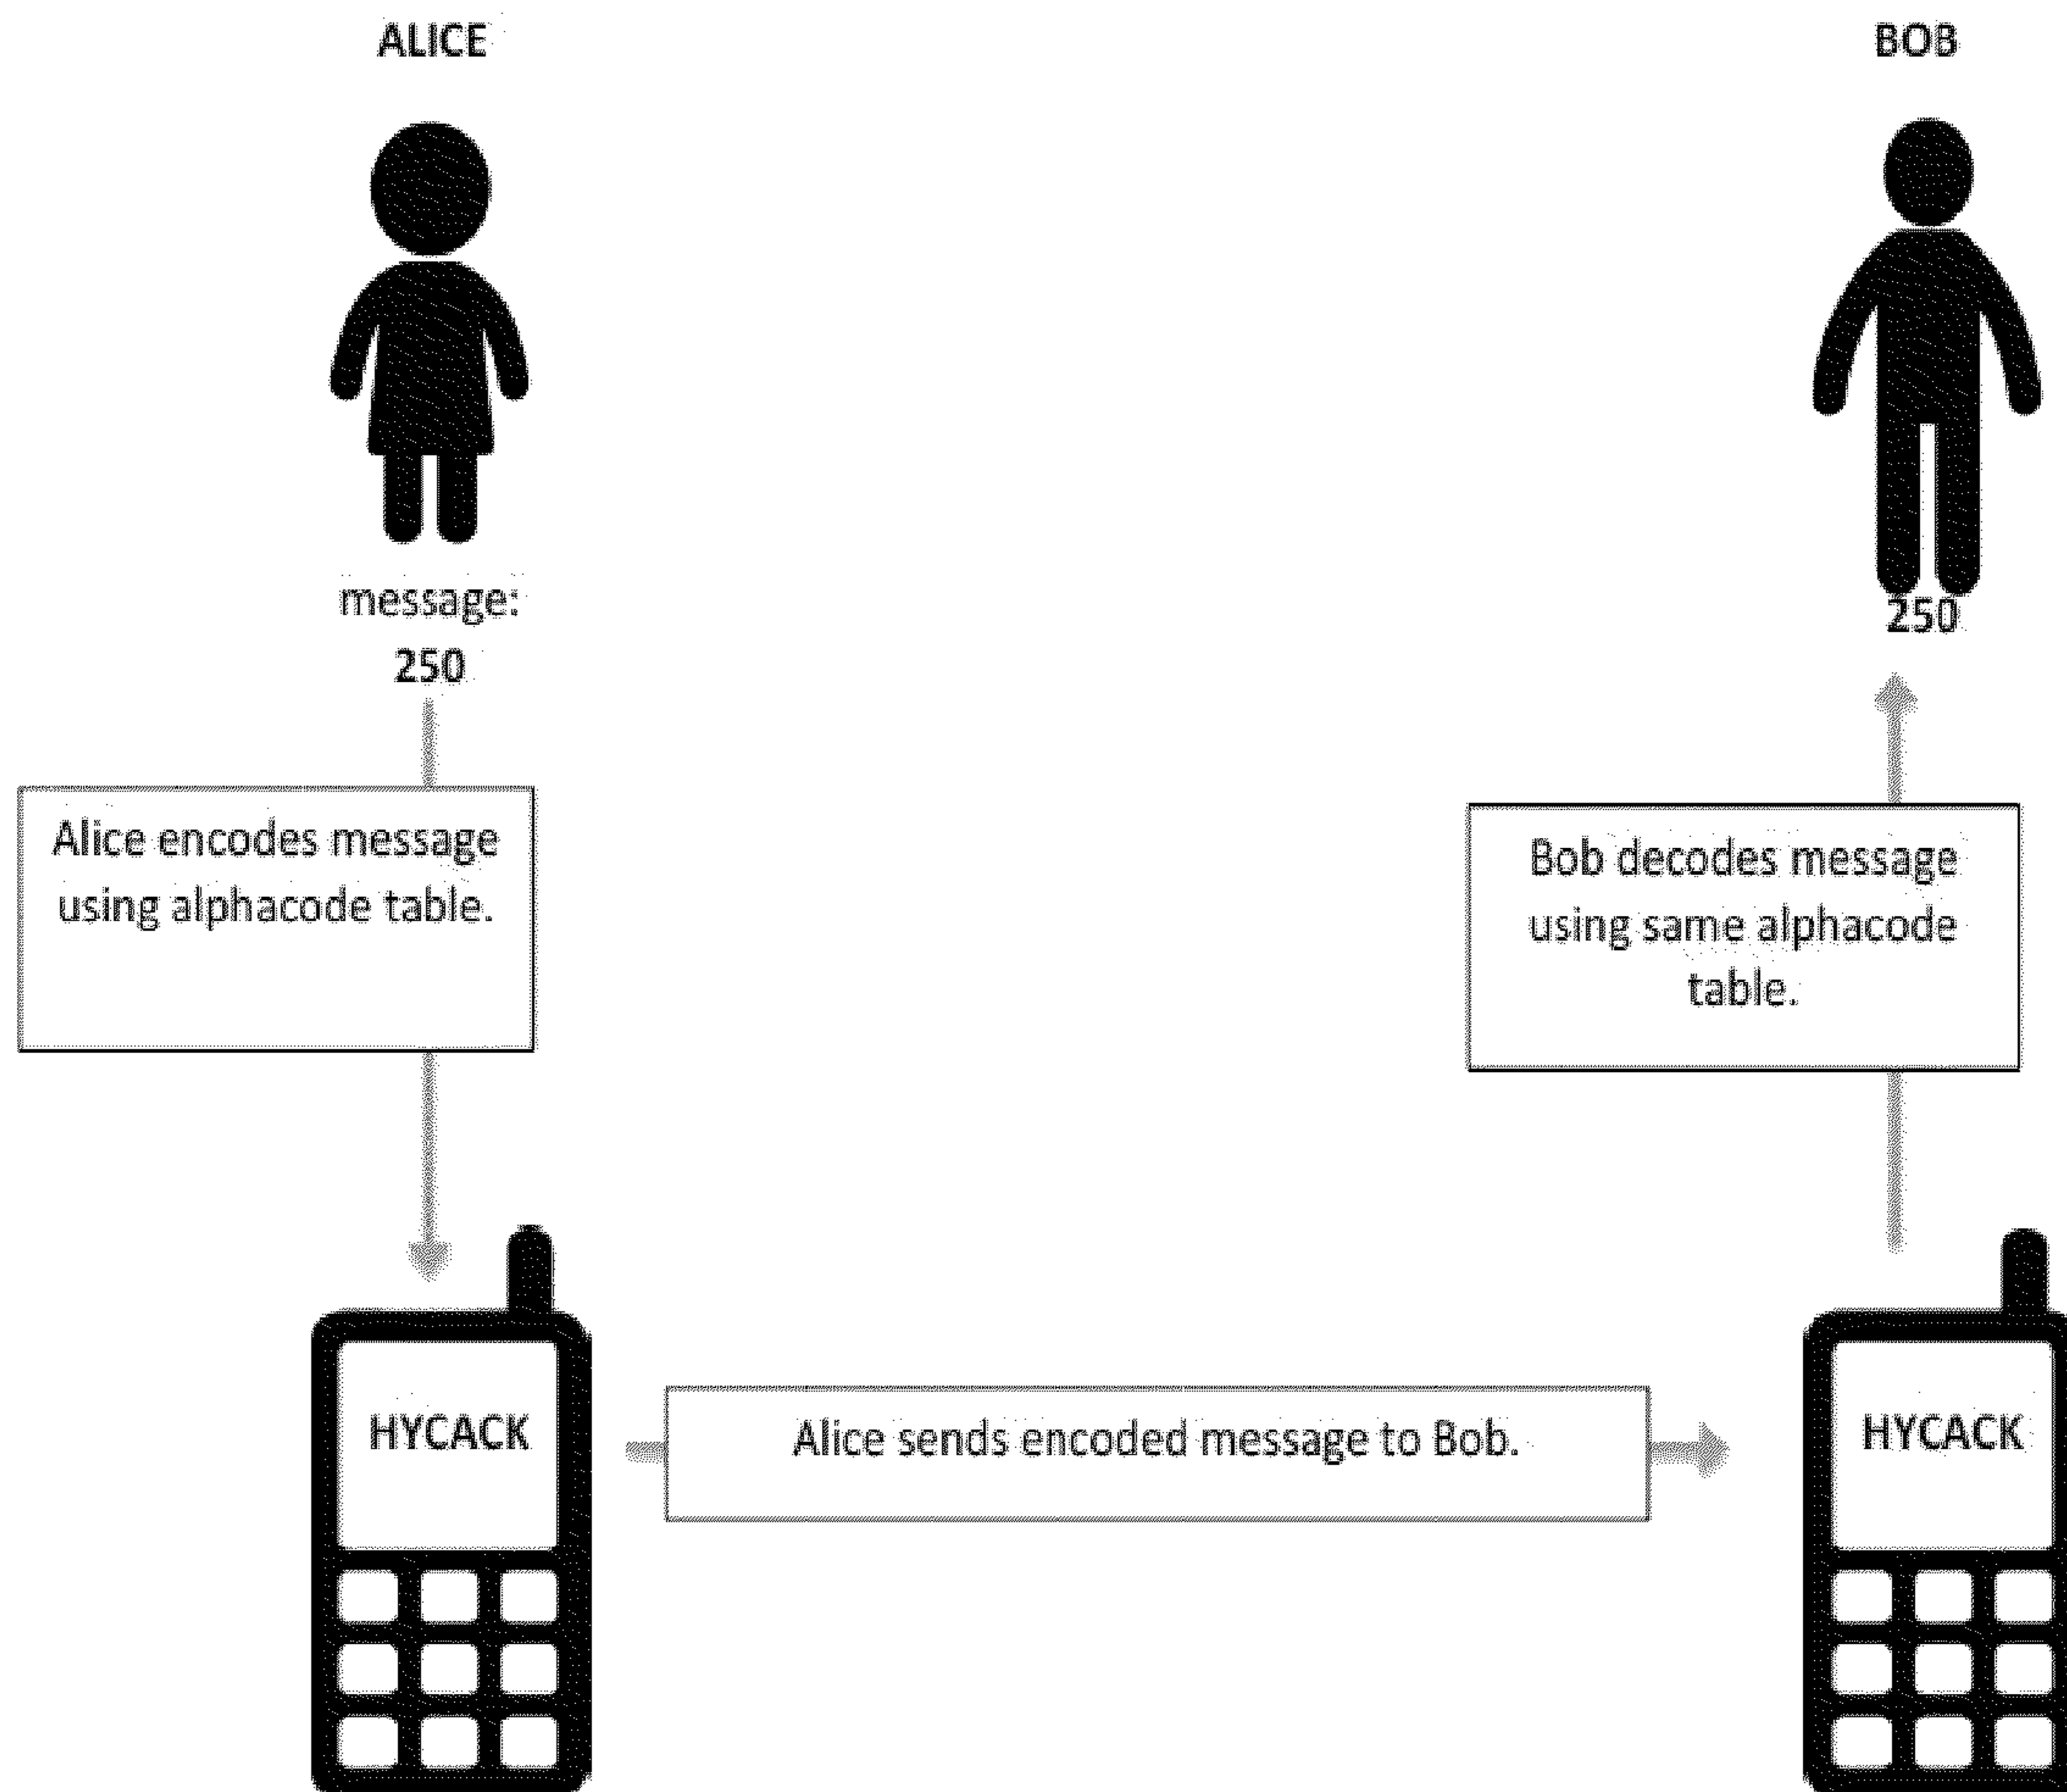 ALICE
BOB
message:
250
250
Alice encodes message
using alphacode table.
Bob decodes message
using same alphacode
table.
HYCACK
Alice sends encoded message to Bob.
HYCACK